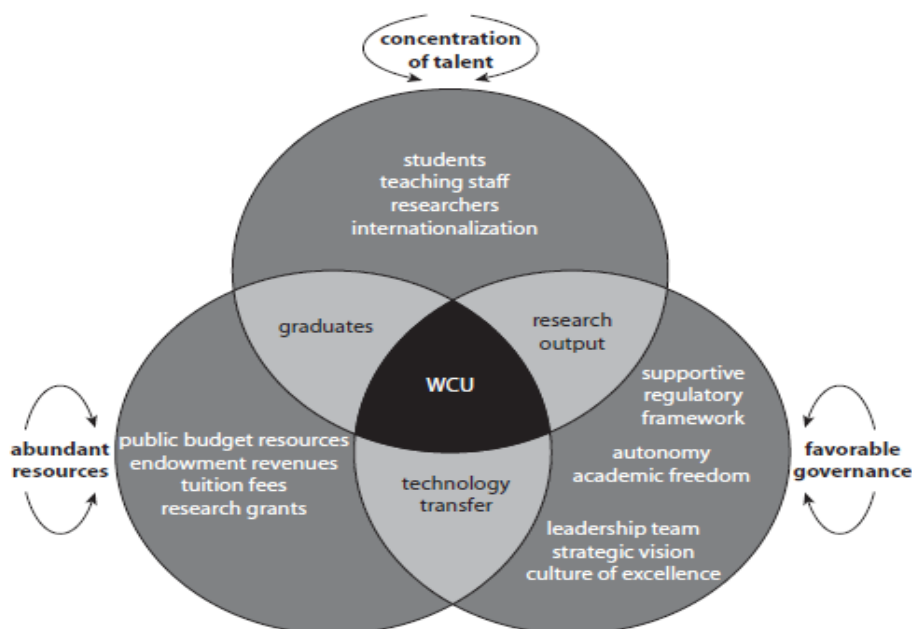 concentration
of talent
students
teaching staff
researchers
internationalization
graduates
research
output
WCU
supportive
regulatory
framework
abundant
resources
public budget resources
endowment revenues
tuition fees
research grants
autonomy
academic freedom
favorable
governance
technology
transfer
leadership team
strategic vision
culture of excellence